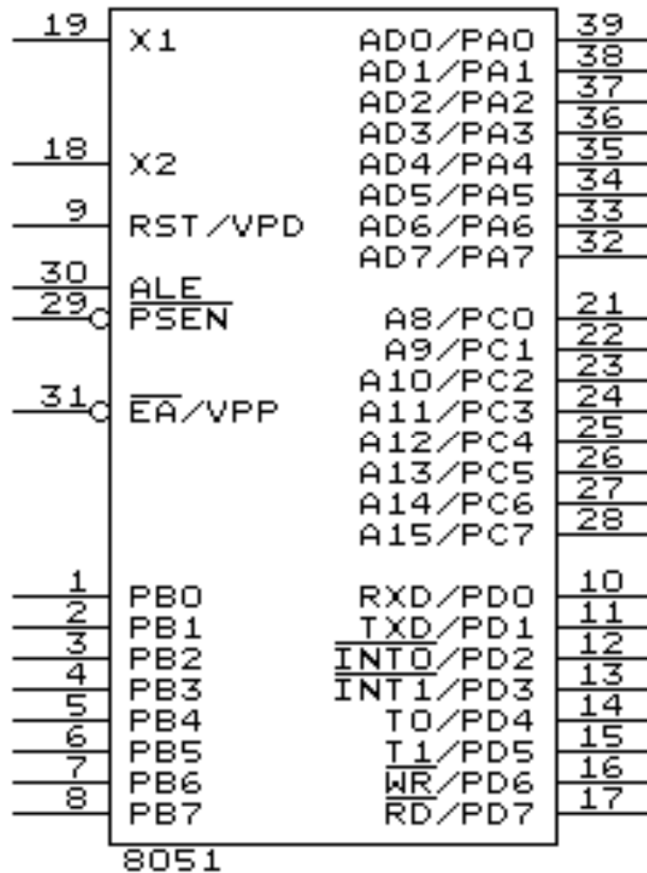 19 X1 AD0/PA0 39
AD1/PA1 38
AD2/PA2 37
AD3/PA3 36
18 X2 AD4/PA4 35
AD5/PA5 34
9 RST/VPD AD6/PA6 33
AD7/PA7 32
30 ALE
29 PSEN A8/PC0 21
A9/PC1 22
A10/PC2 23
31 EA/VPP A11/PC3 24
A12/PC4 25
A13/PC5 26
A14/PC6 27
A15/PC7 28
1 PB0 RXD/PD0 10
2 PB1 TXD/PD1 11
3 PB2 INT0/PD2 12
4 PB3 INT1/PD3 13
5 PB4 T0/PD4 14
6 PB5 T1/PD5 15
7 PB6 WR/PD6 16
8 PB7 RD/PD7 17
8051